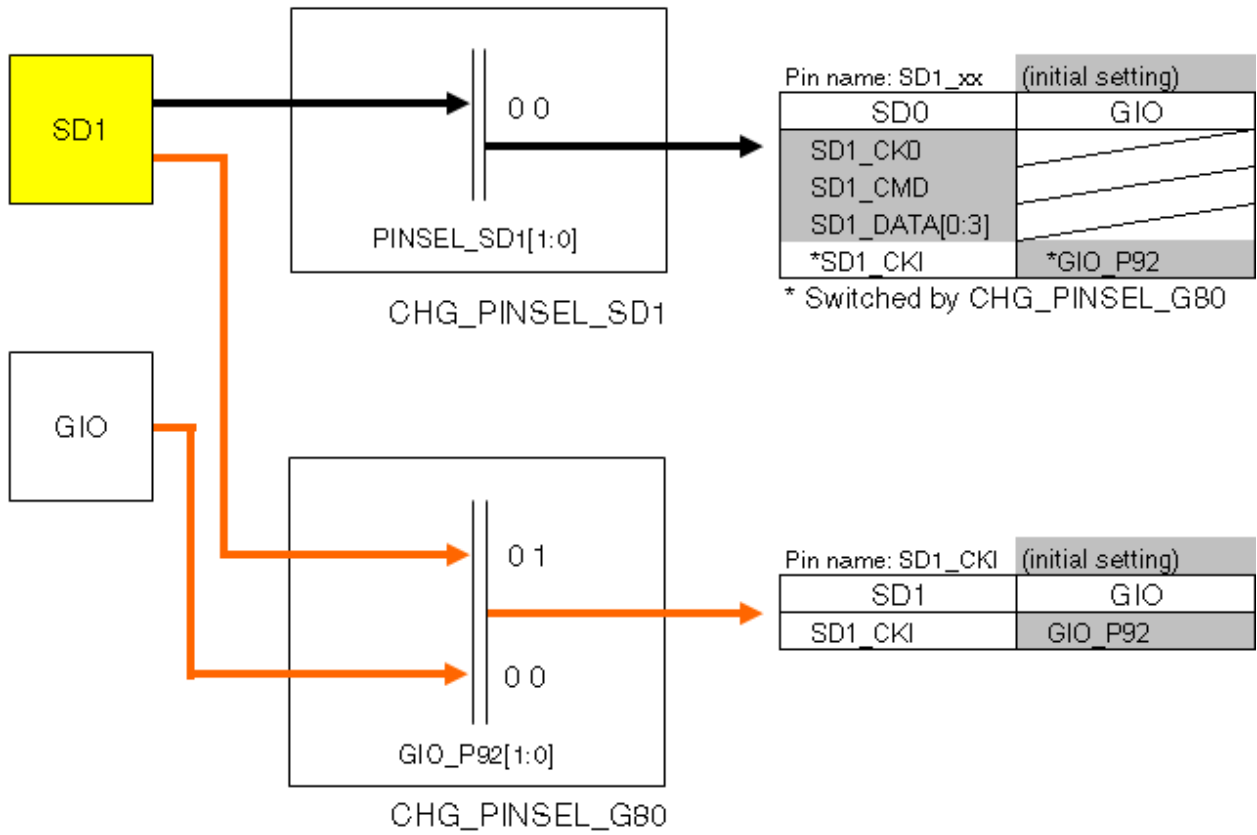 SD1
0 0
PINSEL_SD1[1:0]
CHG_PINSEL_SD1
Pin name: SD1_xx (initial setting)
SD0 GIO
SD1_CK0
SD1_CMD
SD1_DATA[0:3]
*SD1_CKI *GIO_P92
* Switched by CHG_PINSEL_G80
GIO
0 1
0 0
GIO_P92[1:0]
CHG_PINSEL_G80
Pin name: SD1_CKI (initial setting)
SD1 GIO
SD1_CKI GIO_P92